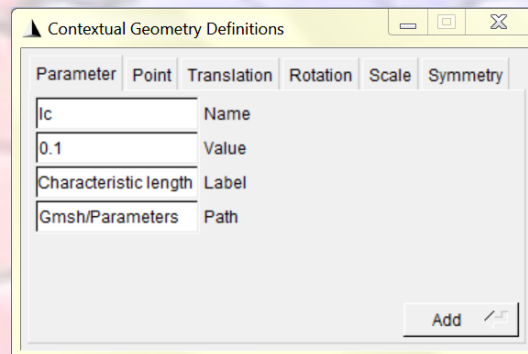 Contextual Geometry Definitions
Parameter Point Translation Rotation Scale Symmetry
lc Name
0.1 Value
Characteristic length Label
Gmsh/Parameters Path
Add